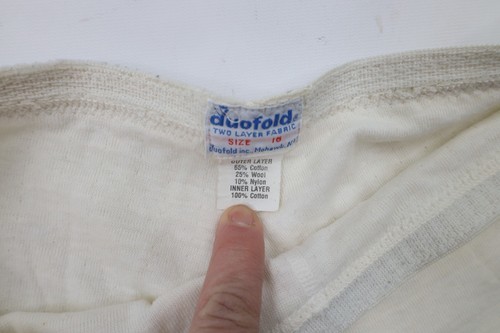 duofold
TWO LAYER FABRIC
SIZE 16
duofold inc. Mohawk, N.Y.
OUTER LAYER
65% Cotton
25% Wool
10% Nylon
INNER LAYER
100% Cotton